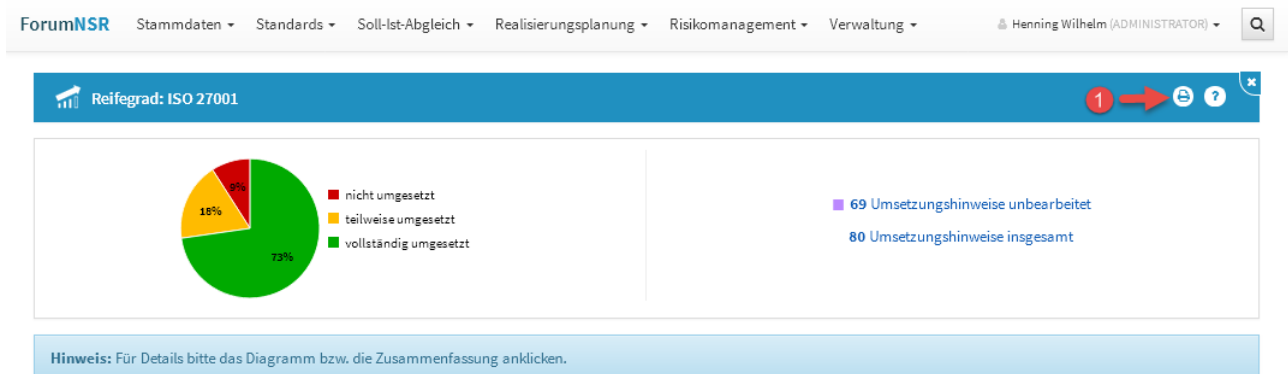 ForumNSR Stammdaten Standards Soll-Ist-Abgleich Realisierungsplanung Risikomanagement Verwaltung Henning Wilhelm (ADMINISTRATOR)
Reifegrad: ISO 27001
1
?
9%
18%
73%
nicht umgesetzt
teilweise umgesetzt
vollständig umgesetzt
69 Umsetzungshinweise unbearbeitet
80 Umsetzungshinweise insgesamt
Hinweis: Für Details bitte das Diagramm bzw. die Zusammenfassung anklicken.